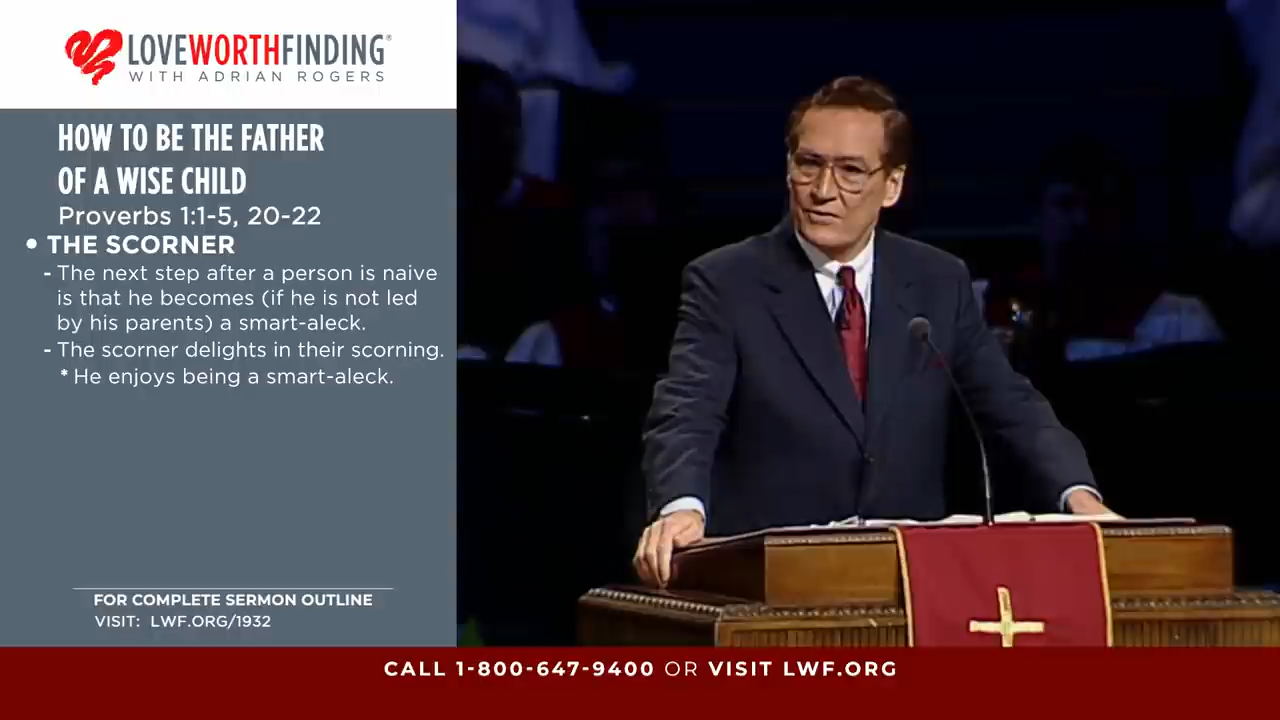 LOVEWORTHFINDING®
WITH ADRIAN ROGERS
HOW TO BE THE FATHER
OF A WISE CHILD
Proverbs 1:1-5, 20-22
• THE SCORNER
- The next step after a person is naive
is that he becomes (if he is not led
by his parents) a smart-aleck.
- The scorner delights in their scorning.
* He enjoys being a smart-aleck.
FOR COMPLETE SERMON OUTLINE
VISIT: LWF.ORG/1932
CALL 1-800-647-9400 OR VISIT LWF.ORG